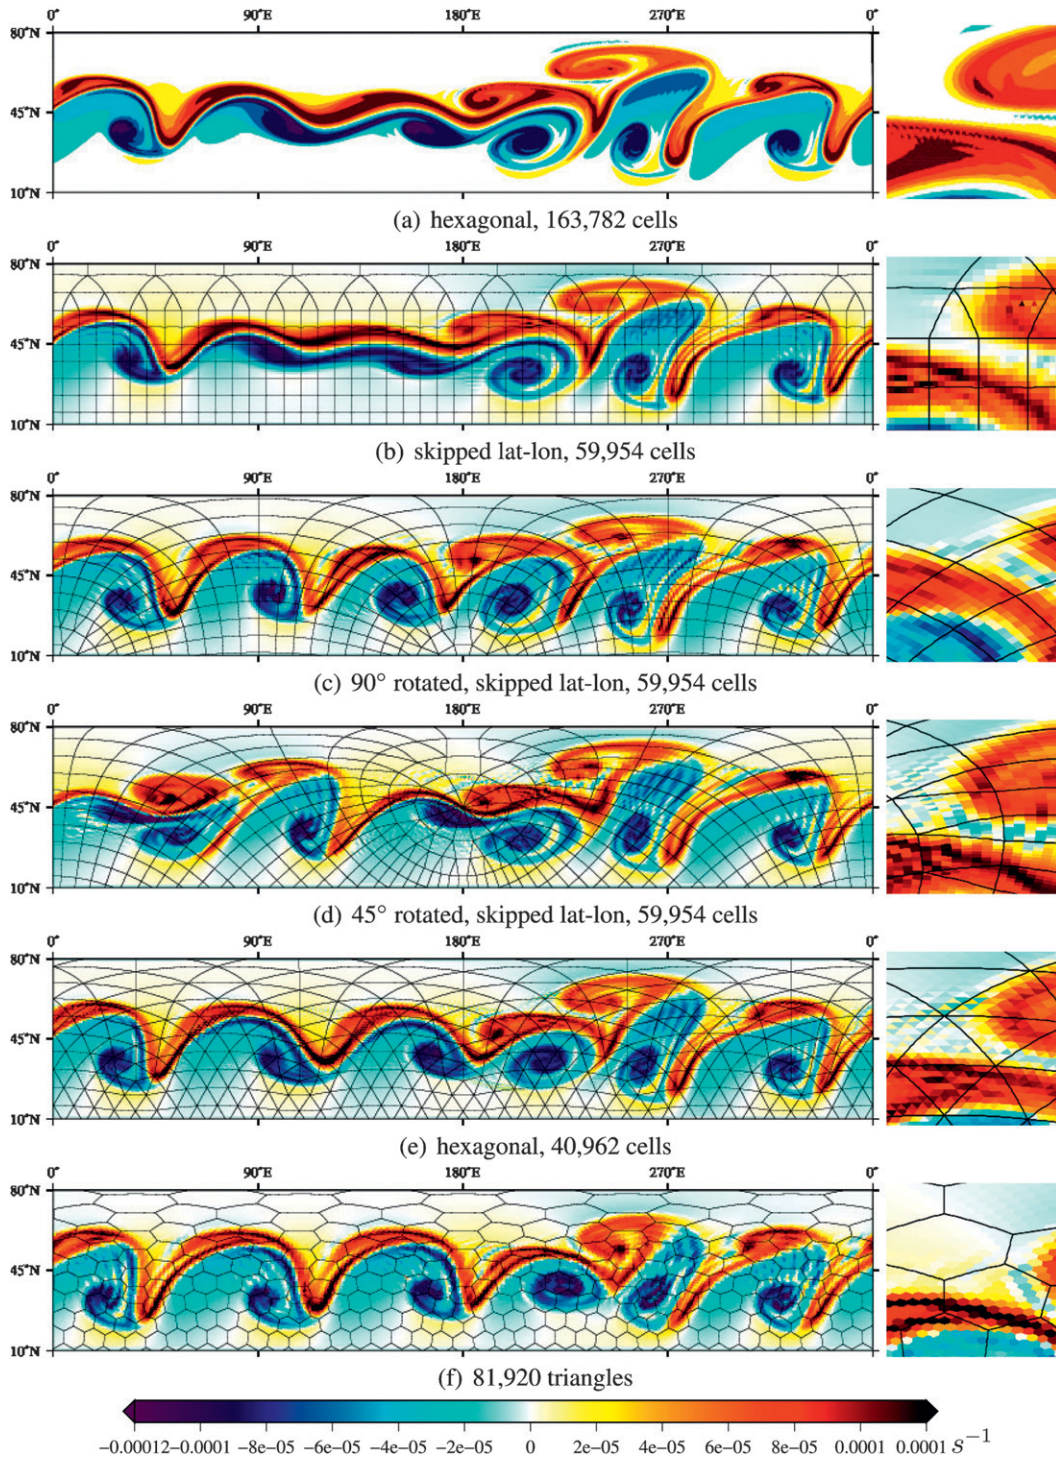 0° 90°E 180°E 270°E 0°
80°N
45°N
10°N
(a) hexagonal, 163,782 cells
0° 90°E 180°E 270°E 0°
80°N
45°N
10°N
(b) skipped lat-lon, 59,954 cells
0° 90°E 180°E 270°E 0°
80°N
45°N
10°N
(c) 90° rotated, skipped lat-lon, 59,954 cells
0° 90°E 180°E 270°E 0°
80°N
45°N
10°N
(d) 45° rotated, skipped lat-lon, 59,954 cells
0° 90°E 180°E 270°E 0°
80°N
45°N
10°N
(e) hexagonal, 40,962 cells
0° 90°E 180°E 270°E 0°
80°N
45°N
10°N
(f) 81,920 triangles
−0.00012 −0.0001 −8e−05 −6e−05 −4e−05 −2e−05 0 2e−05 4e−05 6e−05 8e−05 0.0001 0.0001 s⁻¹